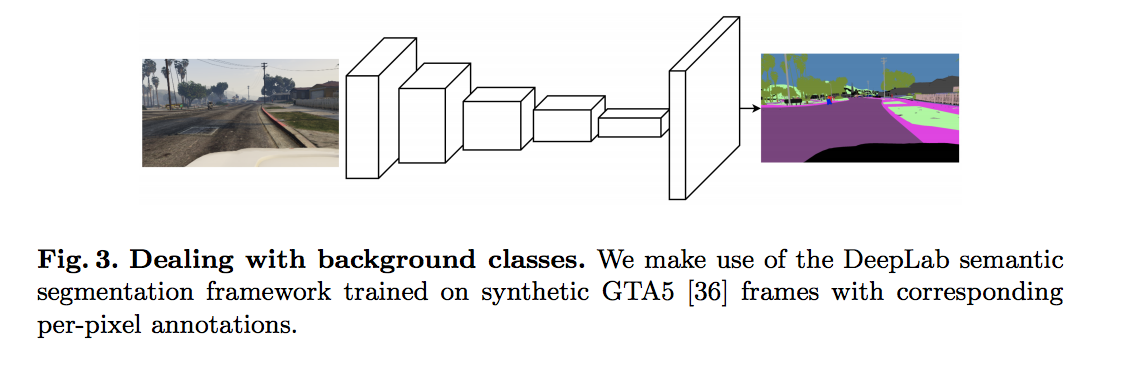 Fig. 3. Dealing with background classes. We make use of the DeepLab semantic
segmentation framework trained on synthetic GTA5 [36] frames with corresponding
per-pixel annotations.